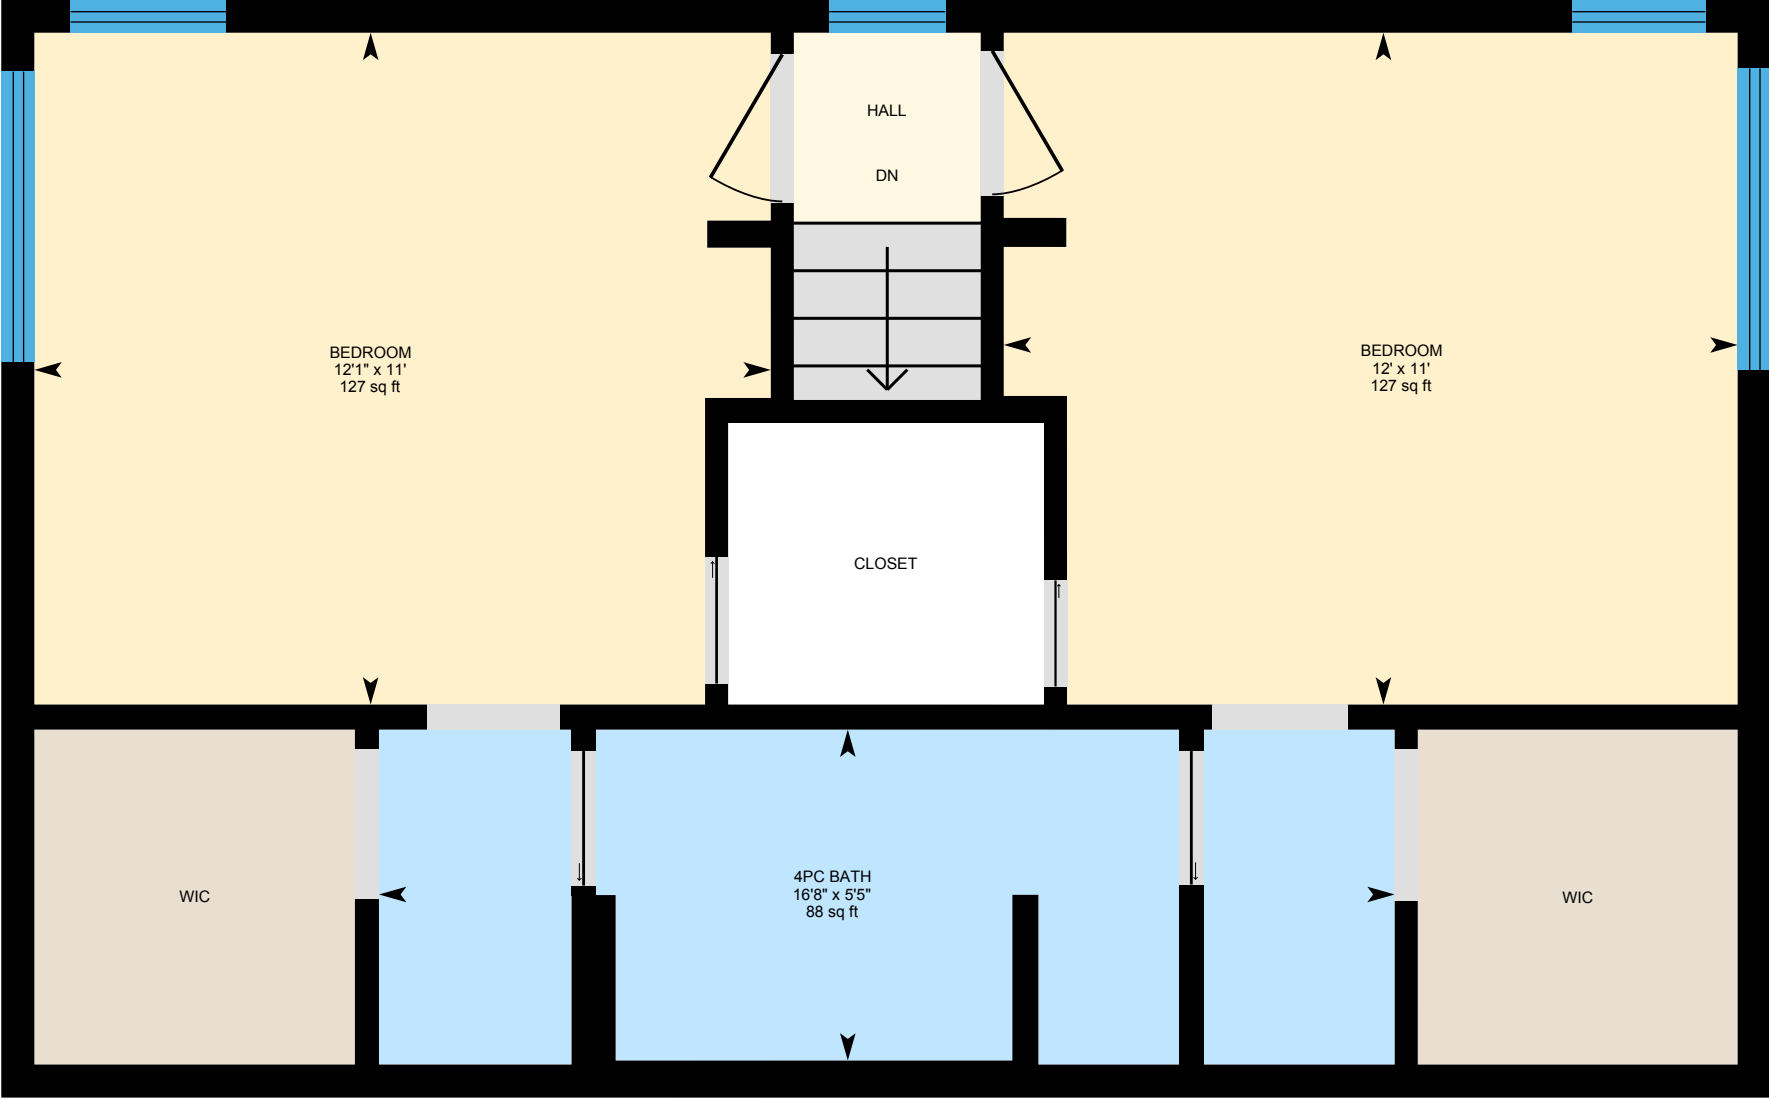 HALL
DN
BEDROOM
12'1" x 11'
127 sq ft
BEDROOM
12' x 11'
127 sq ft
CLOSET
4PC BATH
16'8" x 5'5"
88 sq ft
WIC
WIC